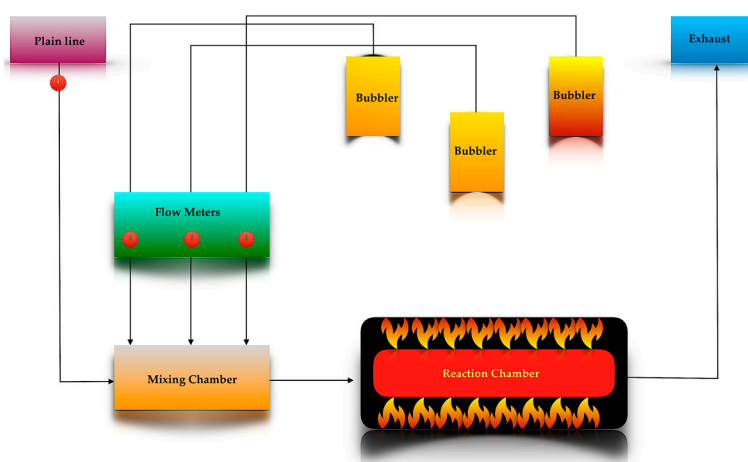 Plain line
Exhaust
Bubbler
Bubbler
Bubbler
Flow Meters
Mixing Chamber
Reaction Chamber